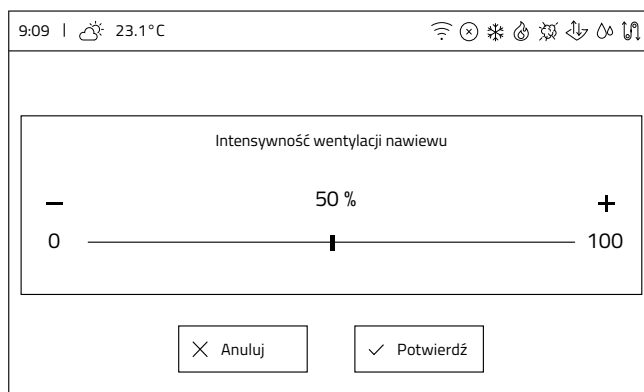 9:09 | 23.1°C
Intensywność wentylacji nawiewu
50 %
0 100
Anuluj Potwierdź